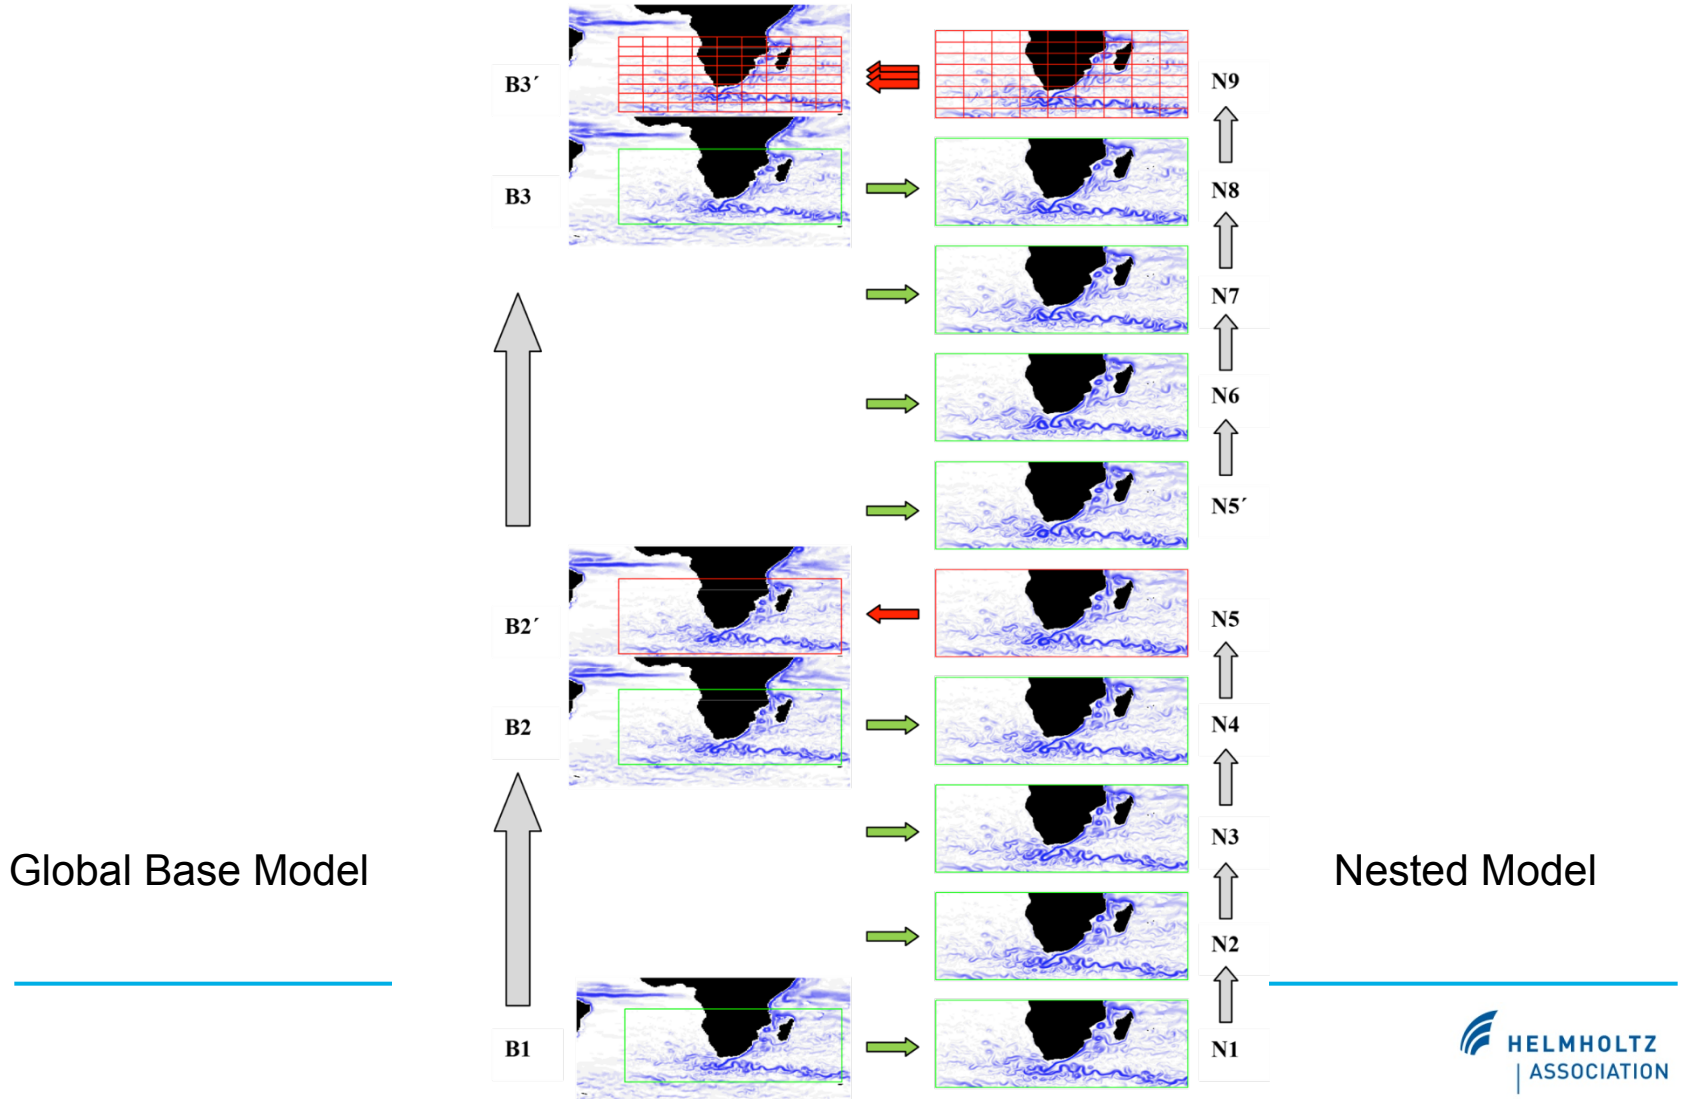 B3´
N9
B3
N8
N7
N6
N5´
B2´
N5
B2
N4
N3
Global Base Model
Nested Model
N2
B1
N1
HELMHOLTZ
ASSOCIATION